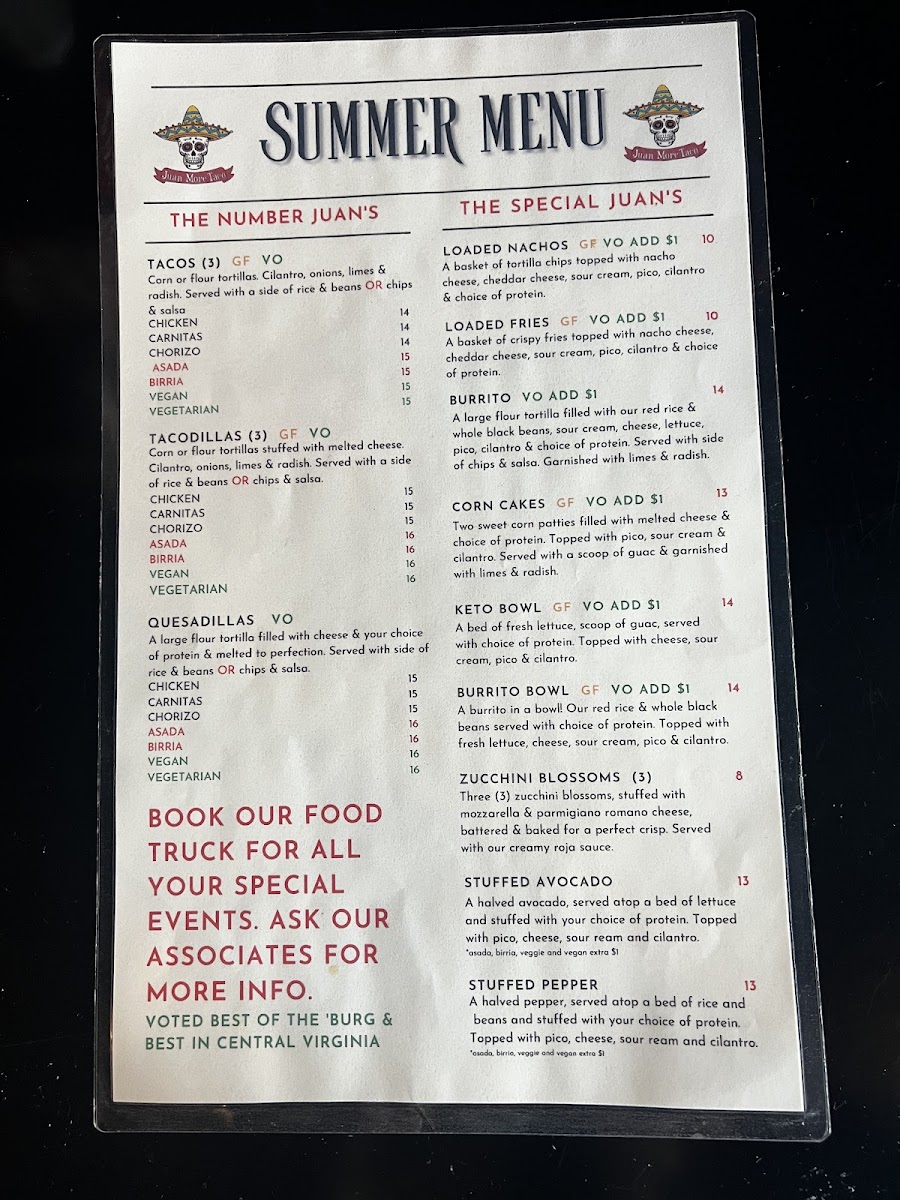 SUMMER MENU
Juan More Taco
Juan More Taco
THE NUMBER JUAN'S
TACOS (3) GF VO
Corn or flour tortillas. Cilantro, onions, limes &
radish. Served with a side of rice & beans OR chips
& salsa
CHICKEN 14
CARNITAS 14
CHORIZO 14
ASADA 15
BIRRIA 15
VEGAN 15
VEGETARIAN 15
TACODILLAS (3) GF VO
Corn or flour tortillas stuffed with melted cheese.
Cilantro, onions, limes & radish. Served with a side
of rice & beans OR chips & salsa.
CHICKEN 15
CARNITAS 15
CHORIZO 15
ASADA 16
BIRRIA 16
VEGAN 16
VEGETARIAN 16
QUESADILLAS VO
A large flour tortilla filled with cheese & your choice
of protein & melted to perfection. Served with side of
rice & beans OR chips & salsa.
CHICKEN 15
CARNITAS 15
CHORIZO 15
ASADA 16
BIRRIA 16
VEGAN 16
VEGETARIAN 16
BOOK OUR FOOD
TRUCK FOR ALL
YOUR SPECIAL
EVENTS. ASK OUR
ASSOCIATES FOR
MORE INFO.
VOTED BEST OF THE 'BURG &
BEST IN CENTRAL VIRGINIA
THE SPECIAL JUAN'S
LOADED NACHOS GF VO ADD $1 10
A basket of tortilla chips topped with nacho
cheese, cheddar cheese, sour cream, pico, cilantro
& choice of protein.
LOADED FRIES GF VO ADD $1 10
A basket of crispy fries topped with nacho cheese,
cheddar cheese, sour cream, pico, cilantro & choice
of protein.
BURRITO VO ADD $1 14
A large flour tortilla filled with our red rice &
whole black beans, sour cream, cheese, lettuce,
pico, cilantro & choice of protein. Served with side
of chips & salsa. Garnished with limes & radish.
CORN CAKES GF VO ADD $1 13
Two sweet corn patties filled with melted cheese &
choice of protein. Topped with pico, sour cream &
cilantro. Served with a scoop of guac & garnished
with limes & radish.
KETO BOWL GF VO ADD $1 14
A bed of fresh lettuce, scoop of guac, served
with choice of protein. Topped with cheese, sour
cream, pico & cilantro.
BURRITO BOWL GF VO ADD $1 14
A burrito in a bowl! Our red rice & whole black
beans served with choice of protein. Topped with
fresh lettuce, cheese, sour cream, pico & cilantro.
ZUCCHINI BLOSSOMS (3) 8
Three (3) zucchini blossoms, stuffed with
mozzarella & parmigiano romano cheese,
battered & baked for a perfect crisp. Served
with our creamy roja sauce.
STUFFED AVOCADO 13
A halved avocado, served atop a bed of lettuce
and stuffed with your choice of protein. Topped
with pico, cheese, sour ream and cilantro.
*asada, birria, veggie and vegan extra $1
STUFFED PEPPER 13
A halved pepper, served atop a bed of rice and
beans and stuffed with your choice of protein.
Topped with pico, cheese, sour ream and cilantro.
*asada, birria, veggie and vegan extra $1